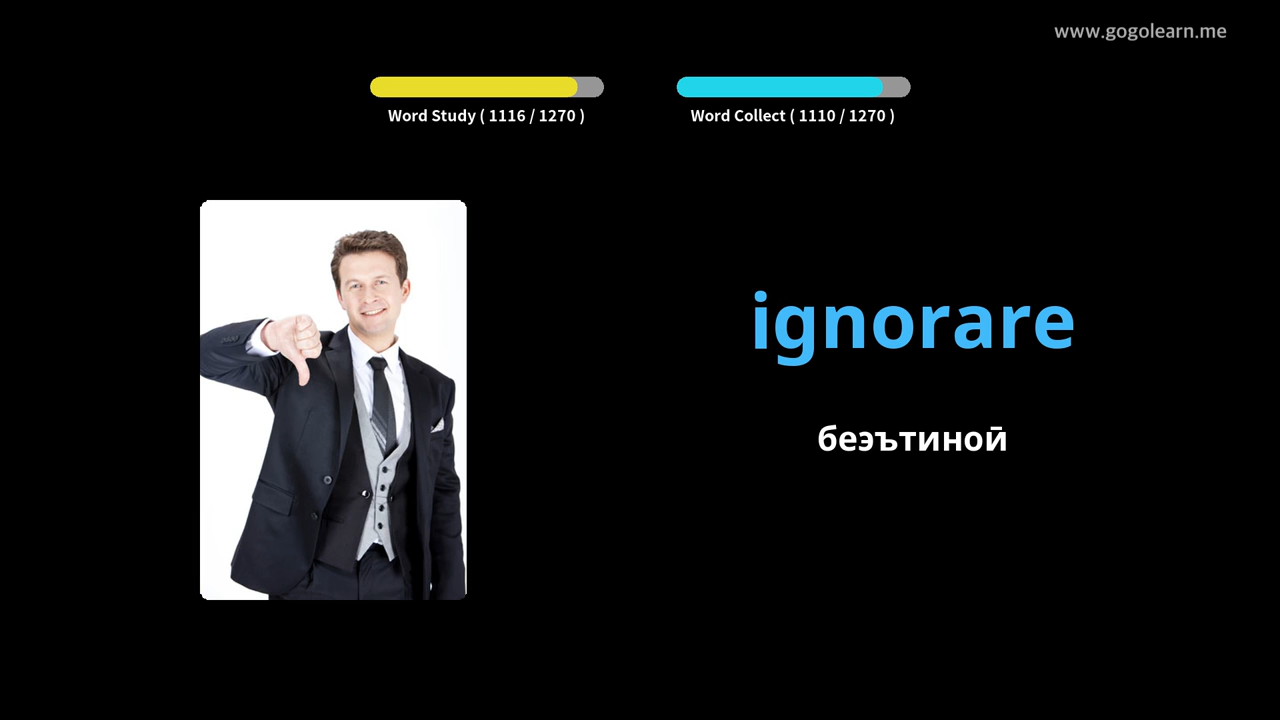 www.gogolearn.me
Word Study ( 1116 / 1270 )
Word Collect ( 1110 / 1270 )
ignorare
беэътиноӣ